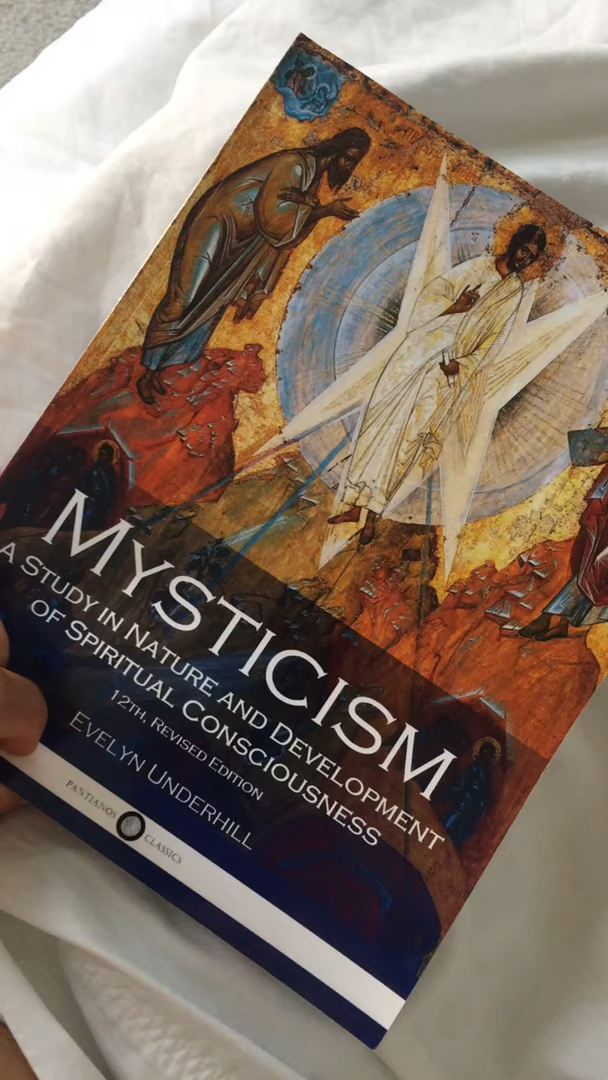 MYSTICISM
A STUDY IN NATURE AND DEVELOPMENT
OF SPIRITUAL CONSCIOUSNESS
12TH, REVISED EDITION
EVELYN UNDERHILL
PANTIANOS CLASSICS